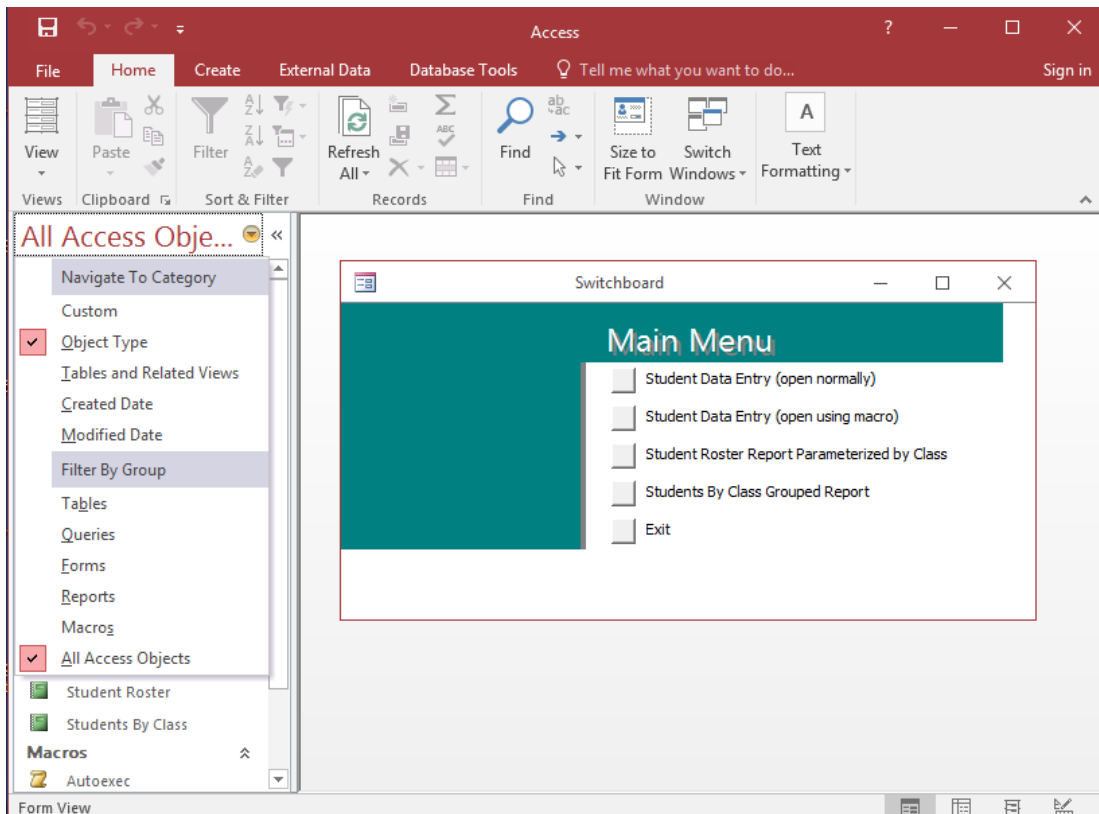 Access
?
File Home Create External Data Database Tools Tell me what you want to do... Sign in
View Paste Filter Refresh All Find Size to Fit Form Switch Windows Text Formatting
Views Clipboard Sort & Filter Records Find Window
All Access Obje... «
Navigate To Category
Custom
Object Type
Tables and Related Views
Created Date
Modified Date
Filter By Group
Tables
Queries
Forms
Reports
Macros
All Access Objects
Student Roster
Students By Class
Macros
Autoexec
Switchboard
Main Menu
Student Data Entry (open normally)
Student Data Entry (open using macro)
Student Roster Report Parameterized by Class
Students By Class Grouped Report
Exit
Form View